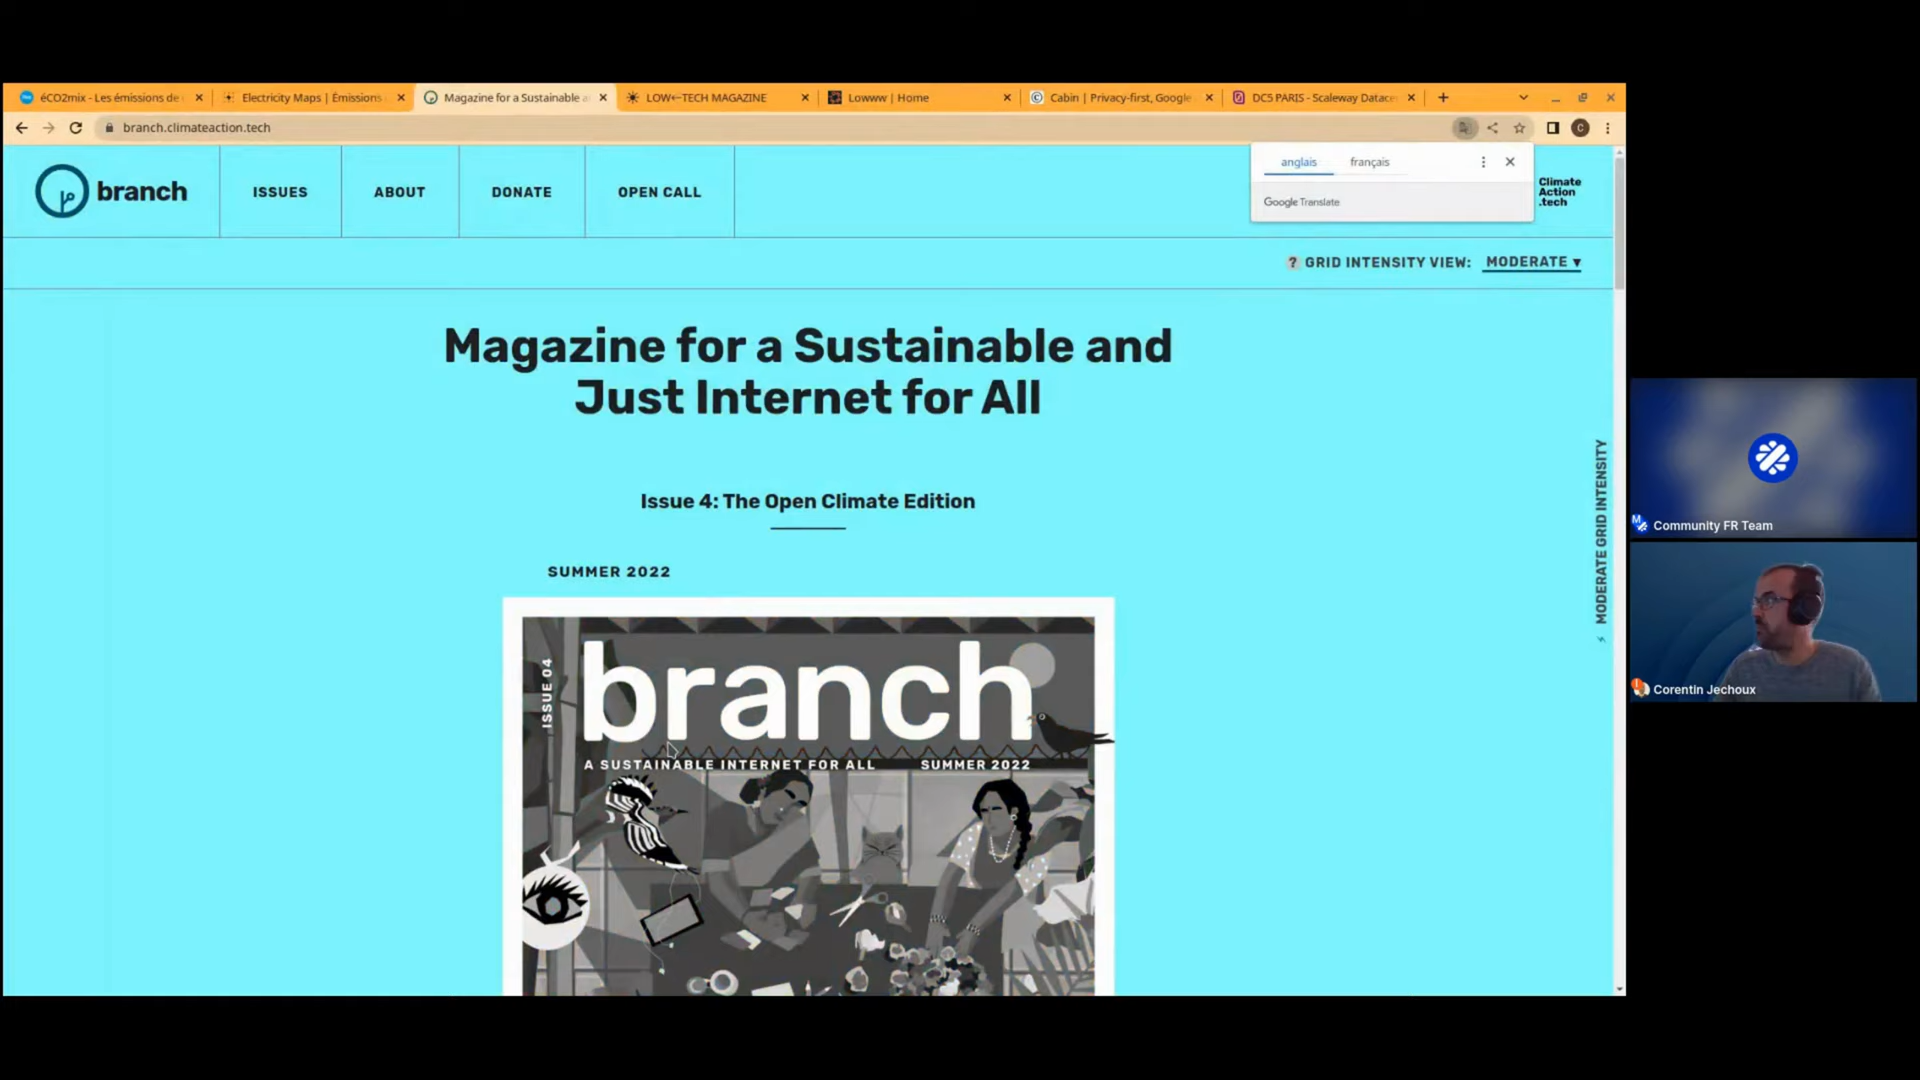 éCO2mix - Les émissions de
Electricity Maps | Émissions
Magazine for a Sustainable a
LOW←TECH MAGAZINE
Lowww | Home
Cabin | Privacy-first, Google
DC5 PARIS - Scaleway Datace
branch.climateaction.tech
anglais
français
Google Translate
branch
ISSUES
ABOUT
DONATE
OPEN CALL
Climate
Action
.tech
? GRID INTENSITY VIEW: MODERATE ▾
Magazine for a Sustainable and
Just Internet for All
Issue 4: The Open Climate Edition
SUMMER 2022
MODERATE GRID INTENSITY
ISSUE 04
branch
A SUSTAINABLE INTERNET FOR ALL
SUMMER 2022
Community FR Team
Corentin Jechoux